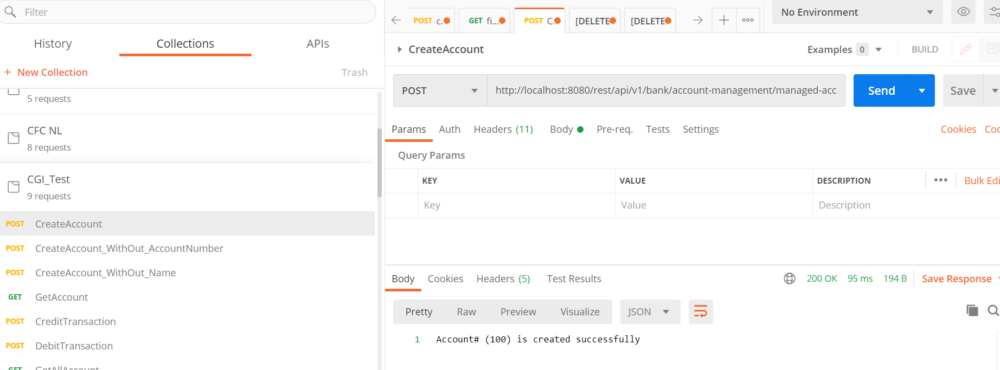 Filter
History Collections APIs
+ New Collection Trash
5 requests
CFC NL
8 requests
CGI_Test
9 requests
POST CreateAccount
POST CreateAccount_WithOut_AccountNumber
POST CreateAccount_WithOut_Name
GET GetAccount
POST CreditTransaction
POST DebitTransaction
GET GetAllAccount
POST c. GET fi... POST C. [DELETE [DELETE
No Environment
CreateAccount
Examples 0 BUILD
POST http://localhost:8080/rest/api/v1/bank/account-management/managed-acc Send Save
Params Auth Headers (11) Body Pre-req. Tests Settings Cookies Coc
Query Params
KEY VALUE DESCRIPTION ••• Bulk Edi
Key Value Description
Body Cookies Headers (5) Test Results 200 OK 95 ms 194 B Save Response
Pretty Raw Preview Visualize JSON
1 Account# (100) is created successfully